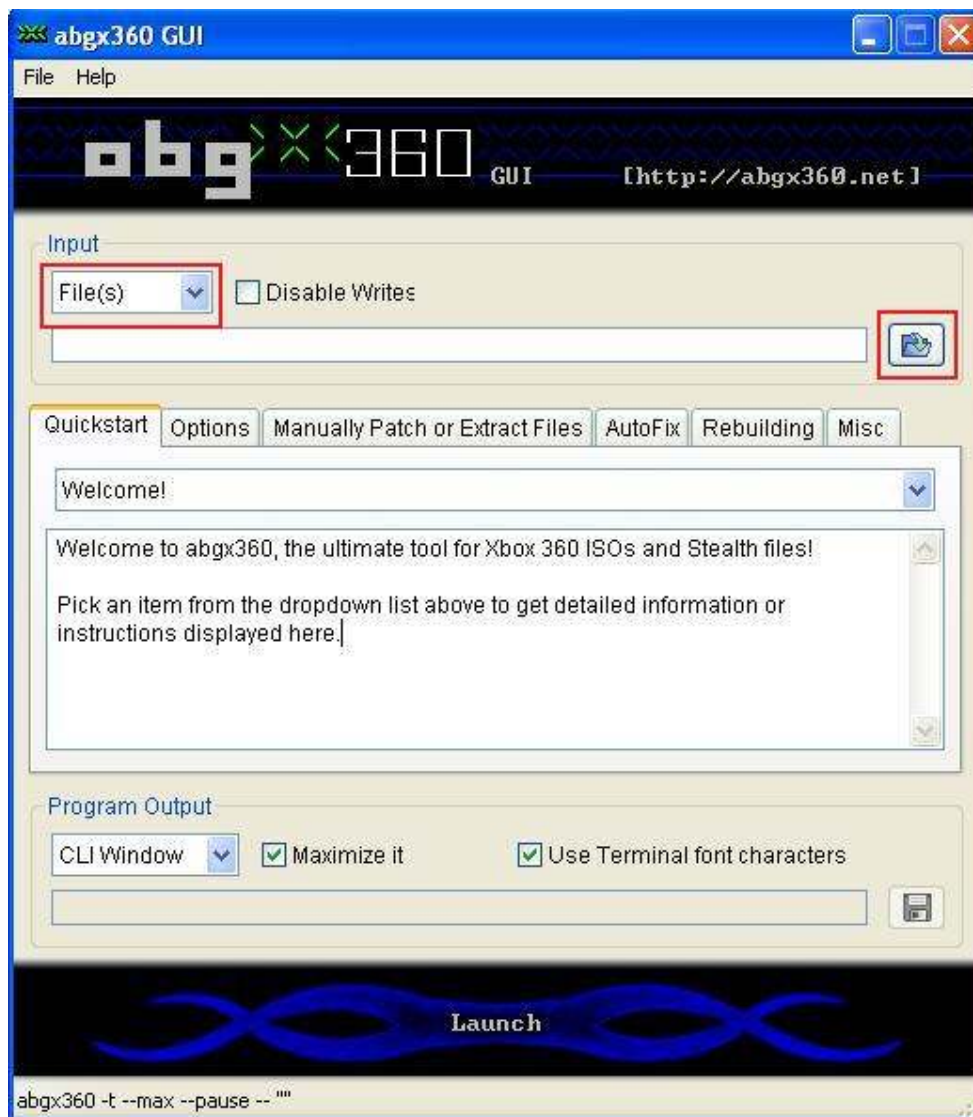 abgx360 GUI
File Help
abgx360 GUI [http://abgx360.net]
Input
File(s) Disable Writes
Quickstart Options Manually Patch or Extract Files AutoFix Rebuilding Misc
Welcome!
Welcome to abgx360, the ultimate tool for Xbox 360 ISOs and Stealth files!
Pick an item from the dropdown list above to get detailed information or
instructions displayed here.
Program Output
CLI Window Maximize it Use Terminal font characters
Launch
abgx360 -t --max --pause -- ""